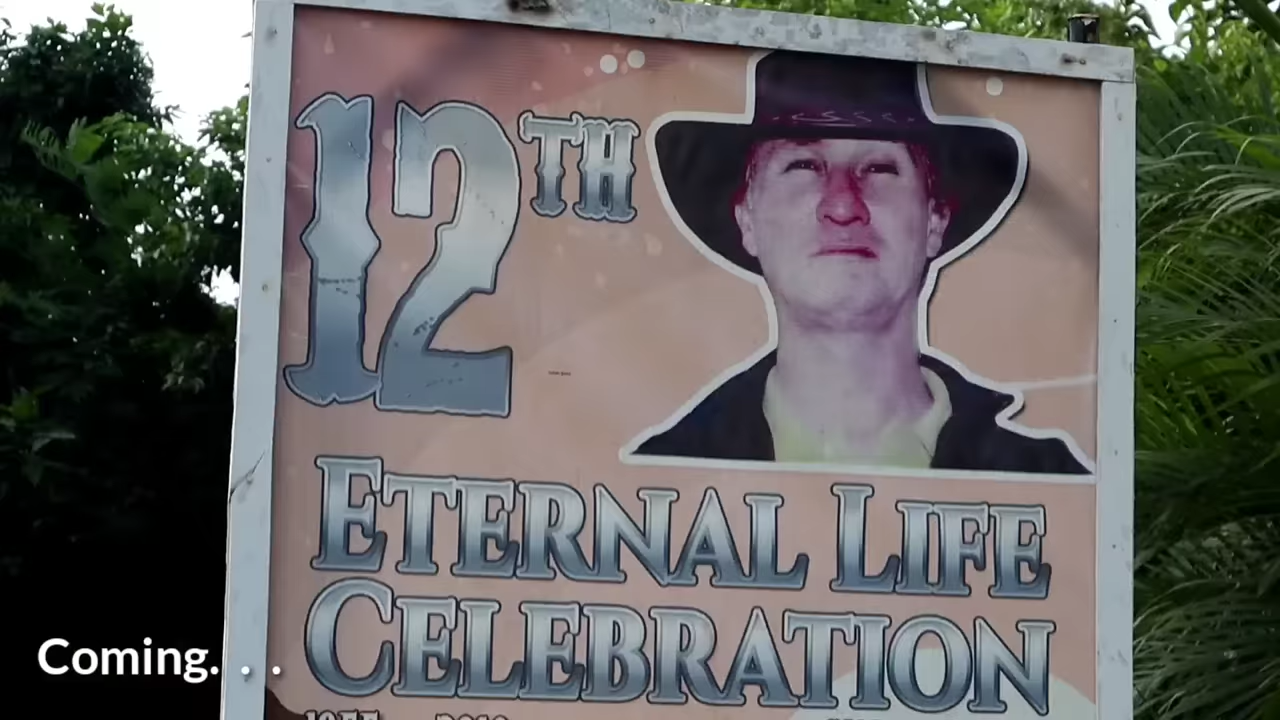 12TH
ETERNAL LIFE
CELEBRATION
Coming. . .